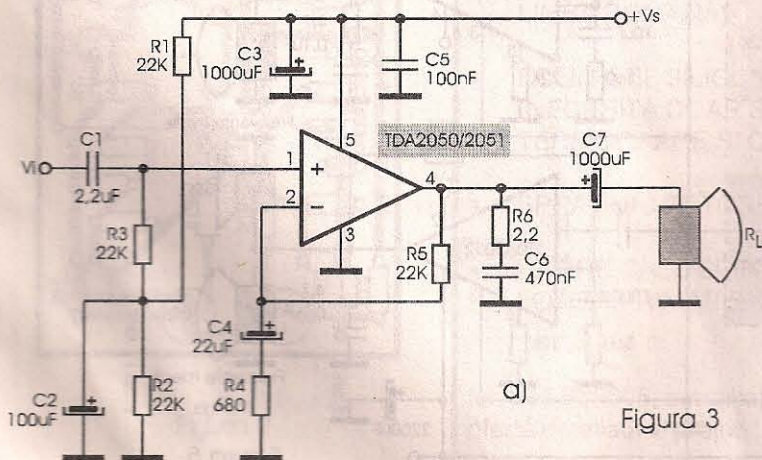 +Vs
R1
22K
C3
1000uF
C5
100nF
TDA2050/2051
C7
1000uF
C1
Vi
2,2uF
1
+
5
2
−
4
3
R3
22K
R5
22K
R6
2,2
C6
470nF
RL
C4
22uF
C2
100uF
R2
22K
R4
680
a)
Figura 3